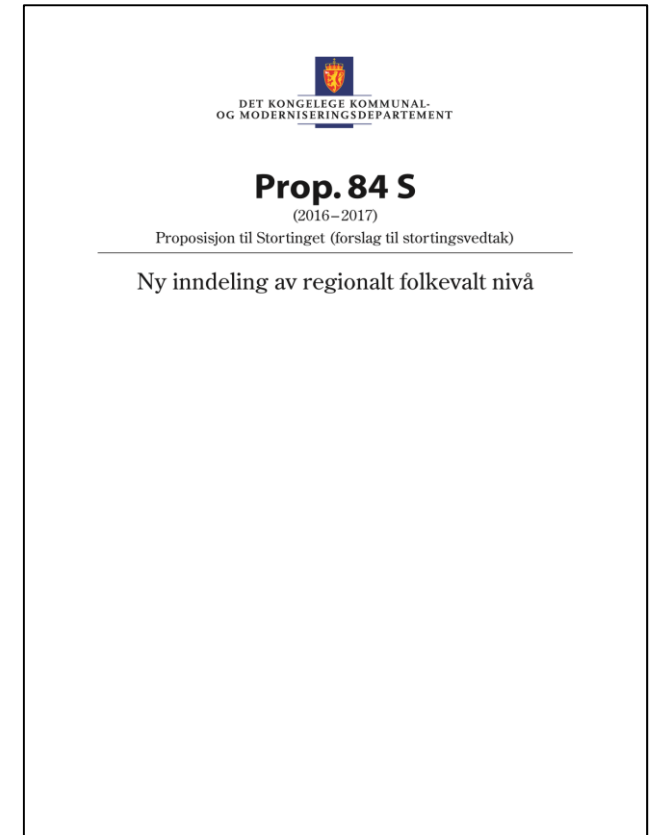 DET KONGELEGE KOMMUNAL-
OG MODERNISERINGSDEPARTEMENT
Prop. 84 S
(2016–2017)
Proposisjon til Stortinget (forslag til stortingsvedtak)
Ny inndeling av regionalt folkevalt nivå